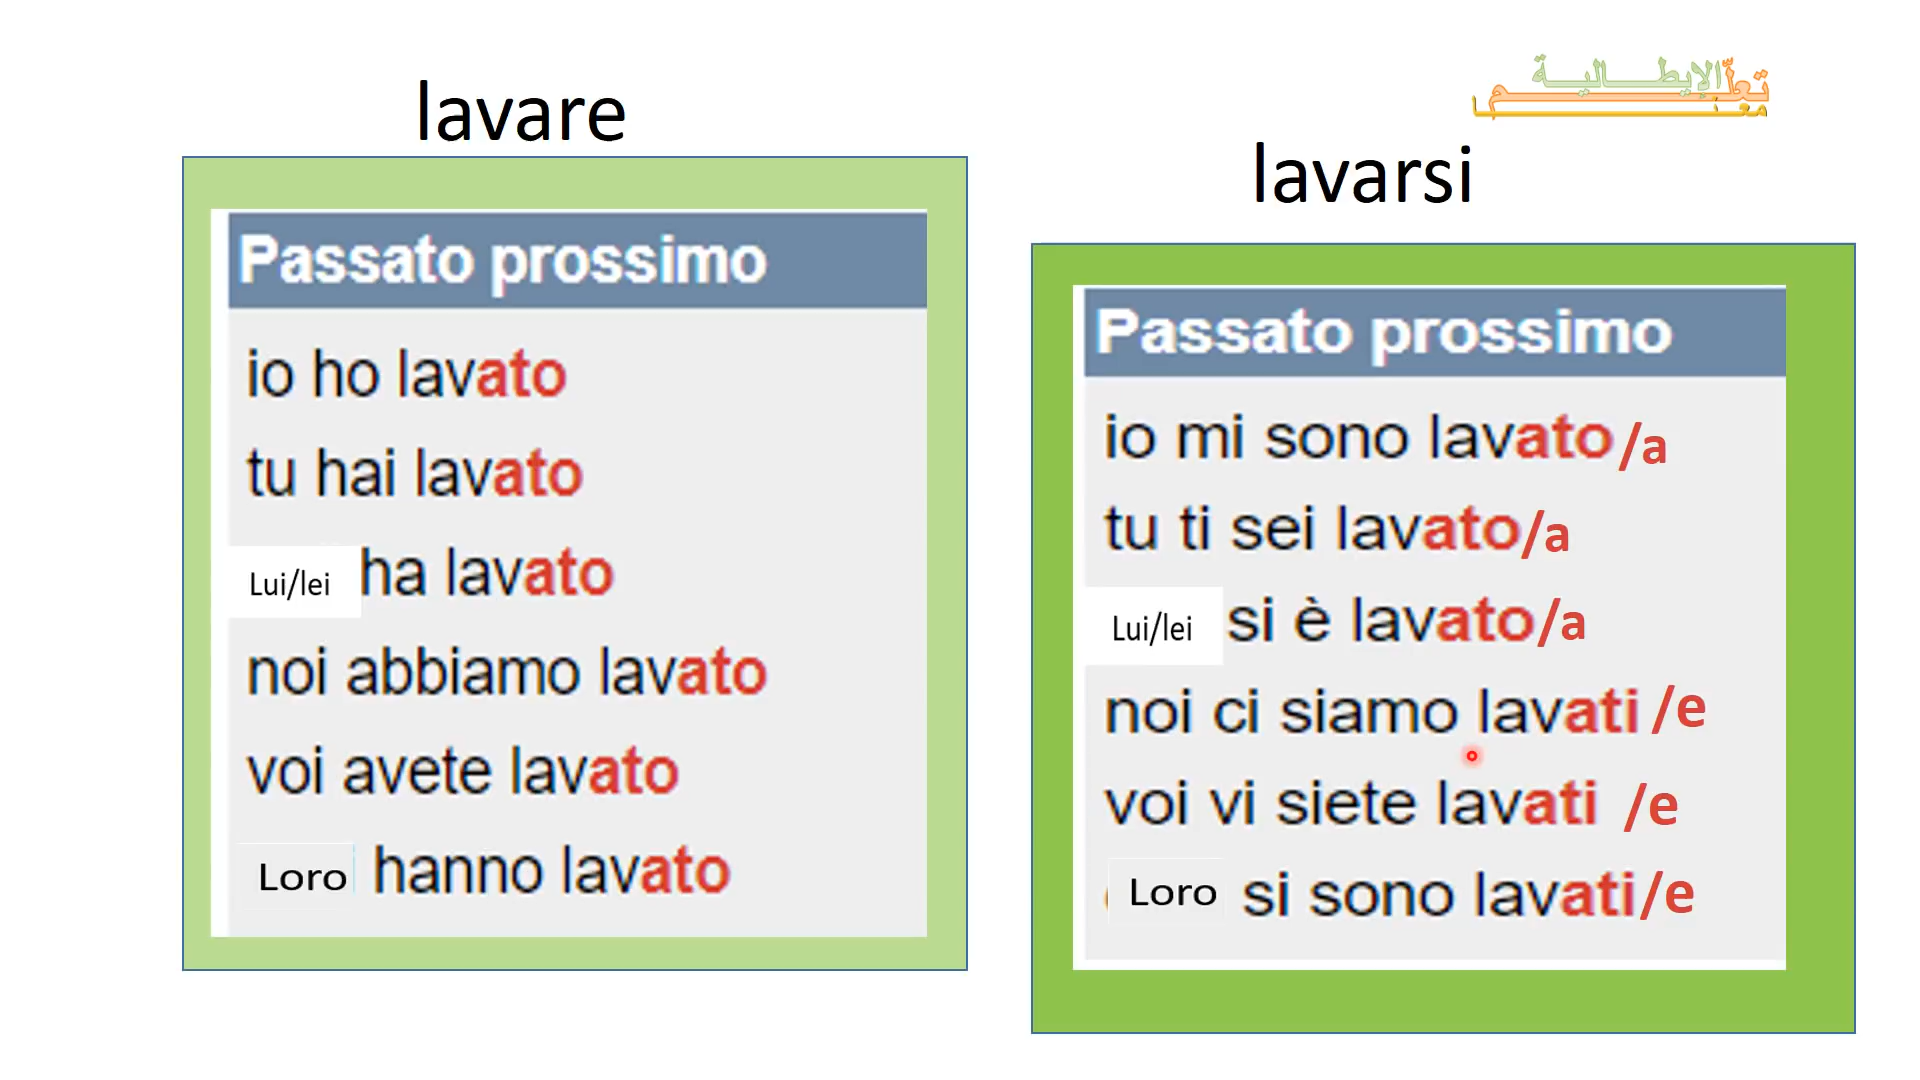 lavare
Passato prossimo
io ho lavato
tu hai lavato
Lui/lei ha lavato
noi abbiamo lavato
voi avete lavato
Loro hanno lavato
تعلّم الإيطالية
معنا
lavarsi
Passato prossimo
io mi sono lavato/a
tu ti sei lavato/a
Lui/lei si è lavato/a
noi ci siamo lavati /e
voi vi siete lavati /e
Loro si sono lavati/e